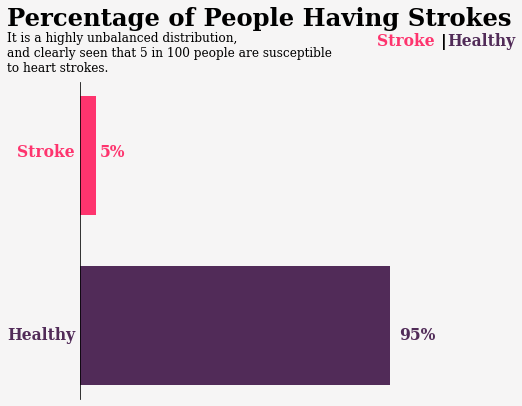 Percentage of People Having Strokes
It is a highly unbalanced distribution,
and clearly seen that 5 in 100 people are susceptible
to heart strokes.
Stroke |Healthy
Stroke 5%
Healthy 95%